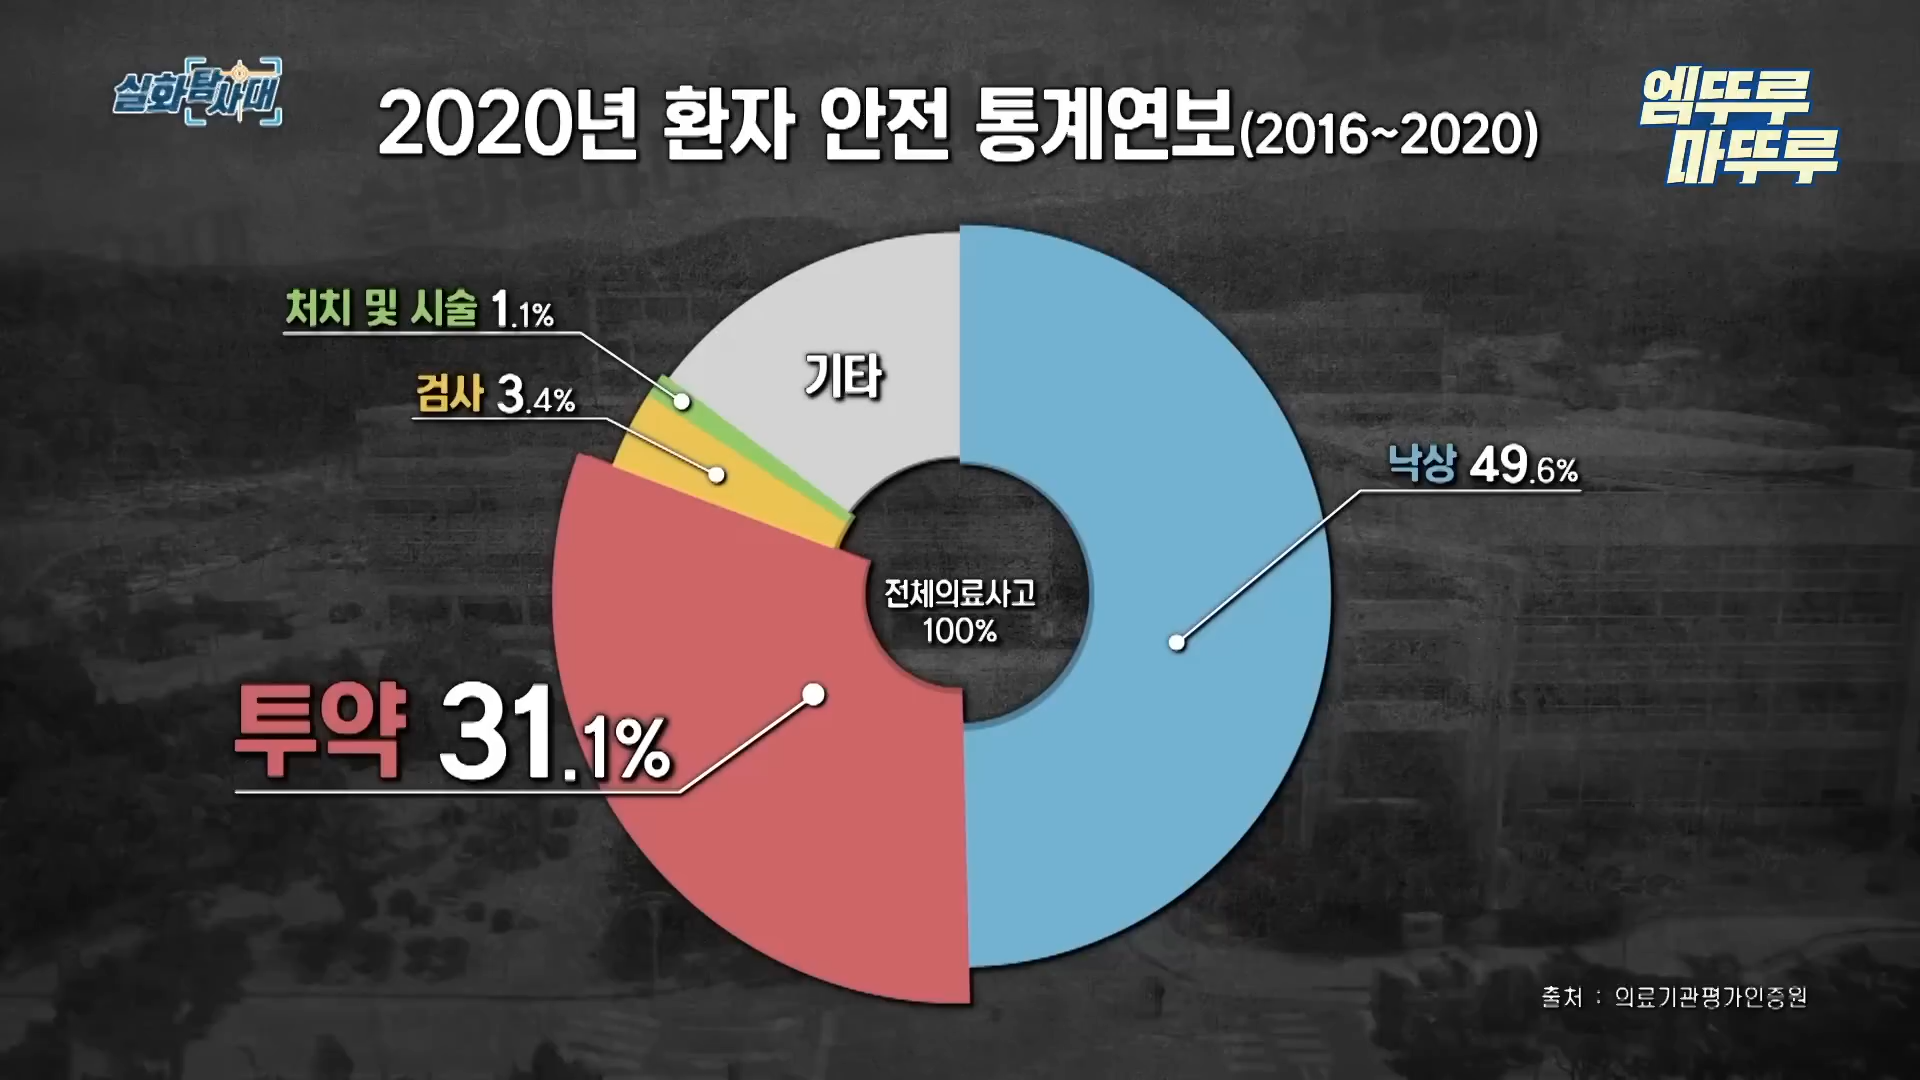 실화탐사대
엠뚜루
마뚜루
2020년 환자 안전 통계연보(2016~2020)
처치 및 시술 1.1%
검사 3.4%
기타
낙상 49.6%
전체의료사고
100%
투약 31.1%
출처 : 의료기관평가인증원